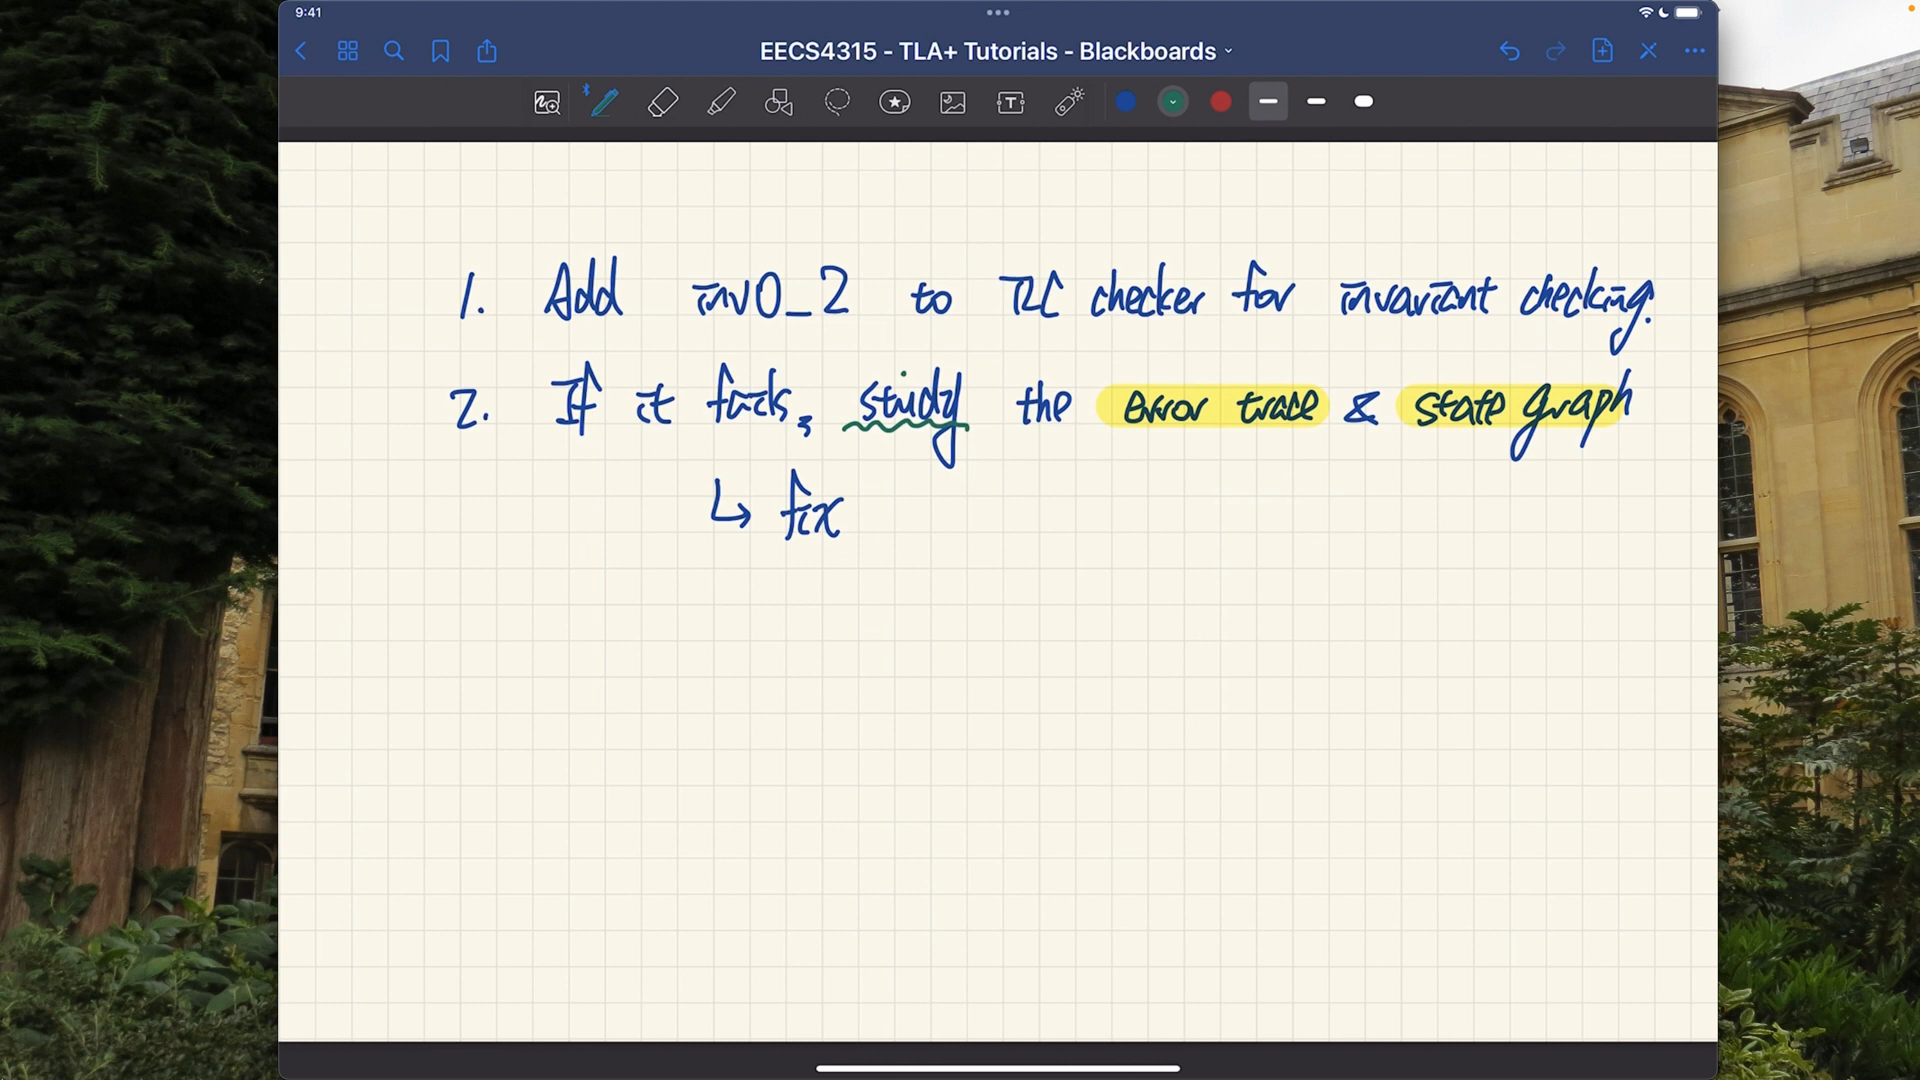 9:41
EECS4315 - TLA+ Tutorials - Blackboards
1. Add inv0_2 to TLC checker for invariant checking.
2. If it fails, study the error trace & state graph
↳ fix